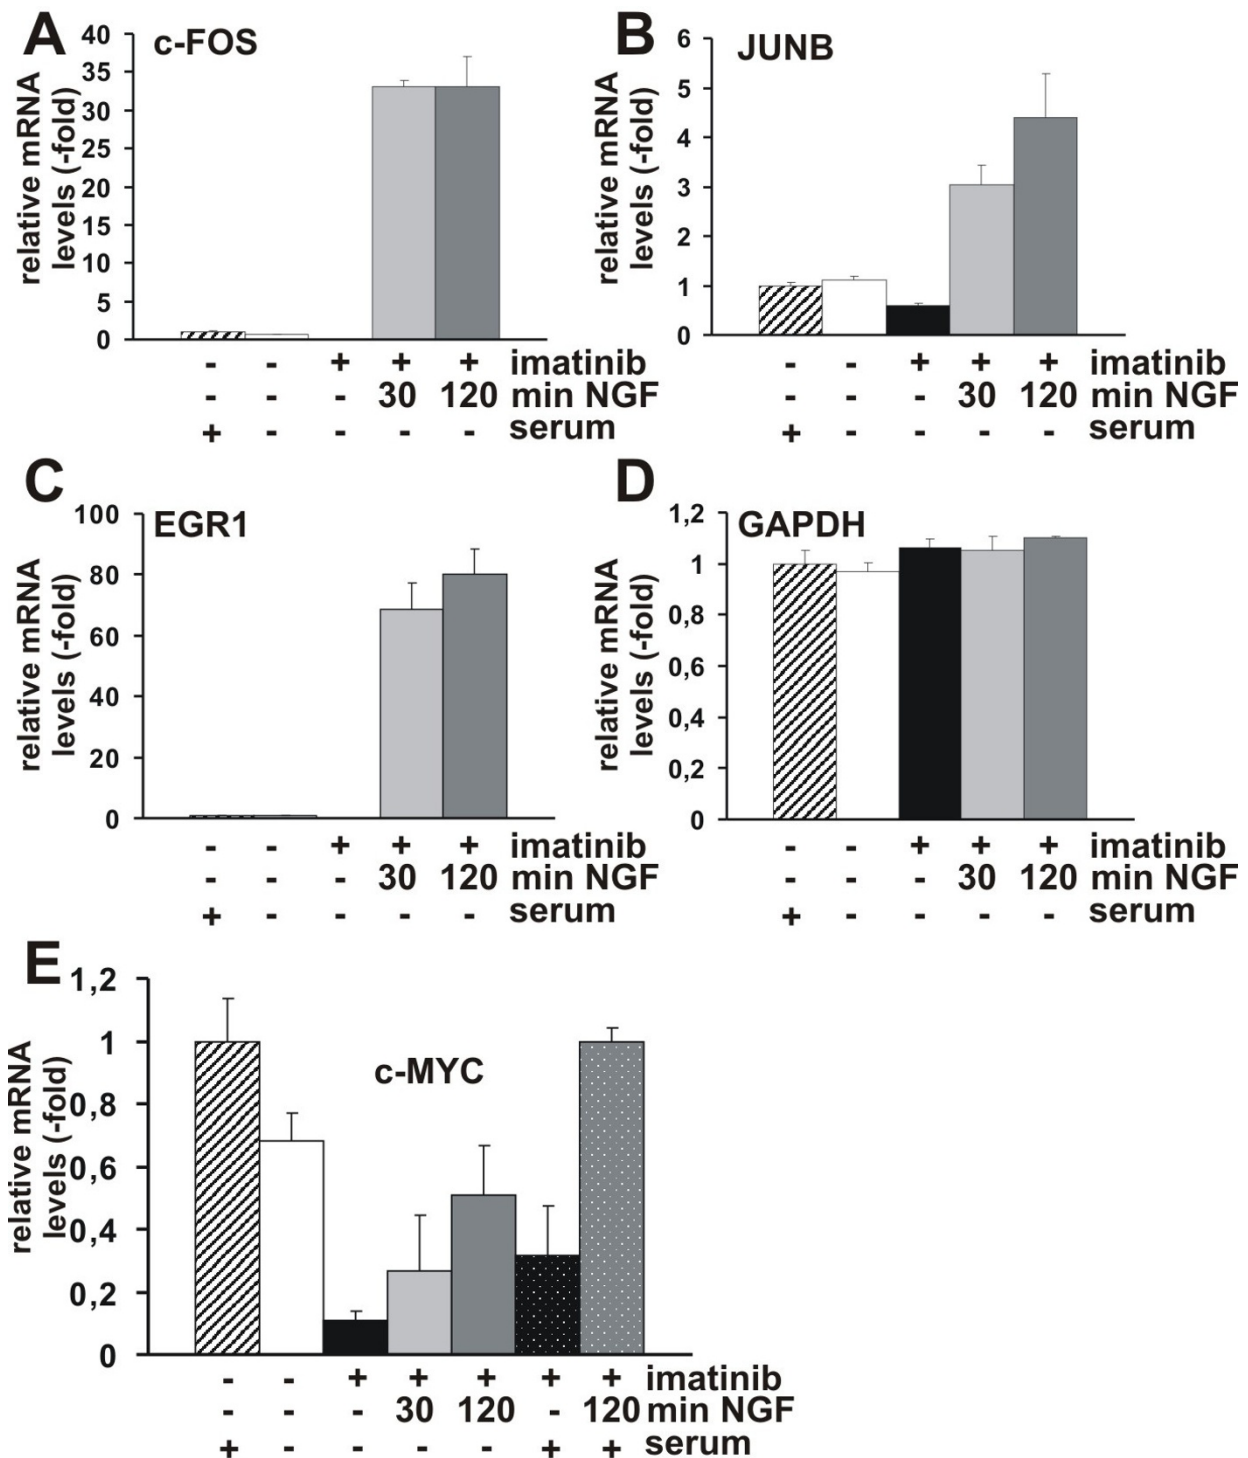 A
c-FOS
relative mRNA
levels (-fold)
40
35
30
25
20
15
10
5
0
- - + + + imatinib
- - - 30 120 min NGF
+ - - - - serum
B
JUNB
relative mRNA
levels (-fold)
6
5
4
3
2
1
0
- - + + + imatinib
- - - 30 120 min NGF
+ - - - - serum
C
EGR1
relative mRNA
levels (-fold)
100
80
60
40
20
0
- - + + + imatinib
- - - 30 120 min NGF
+ - - - - serum
D
GAPDH
relative mRNA
levels (-fold)
1,2
1
0,8
0,6
0,4
0,2
0
- - + + + imatinib
- - - 30 120 min NGF
+ - - - - serum
E
c-MYC
relative mRNA
levels (-fold)
1,2
1
0,8
0,6
0,4
0,2
0
- - + + + + + imatinib
- - - 30 120 - 120 min NGF
+ - - - - + + serum